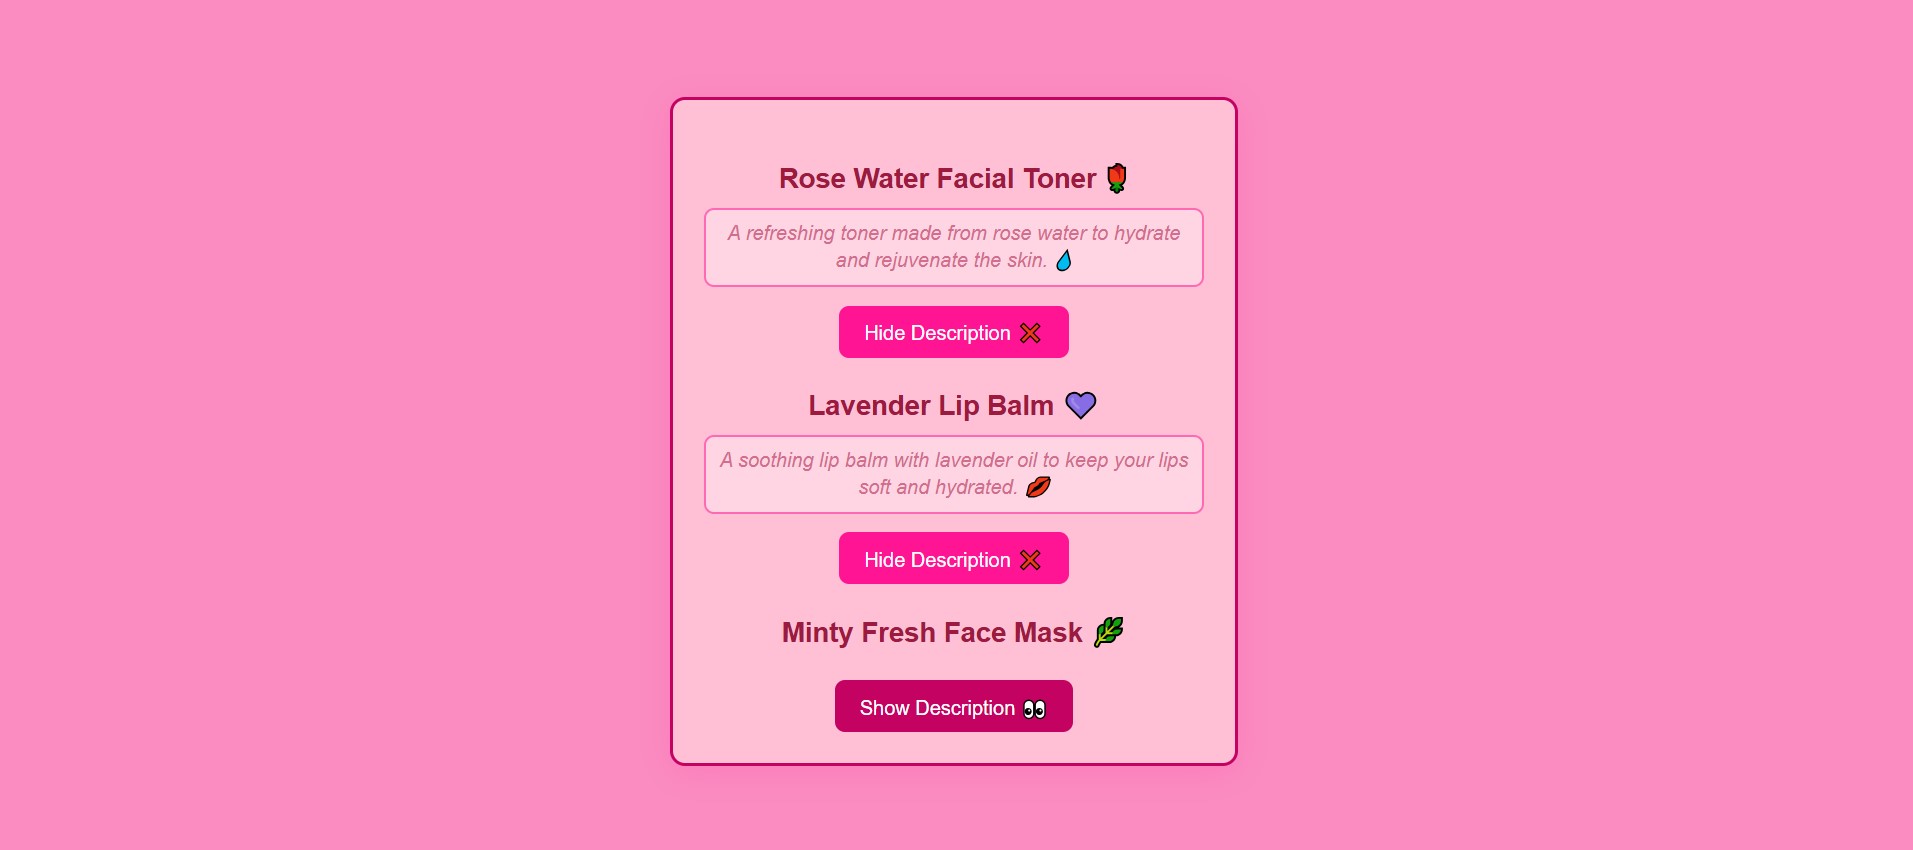 Rose Water Facial Toner 🌹
A refreshing toner made from rose water to hydrate
and rejuvenate the skin. 💧
Hide Description ❌
Lavender Lip Balm 💜
A soothing lip balm with lavender oil to keep your lips
soft and hydrated. 💋
Hide Description ❌
Minty Fresh Face Mask 🌿
Show Description 👀